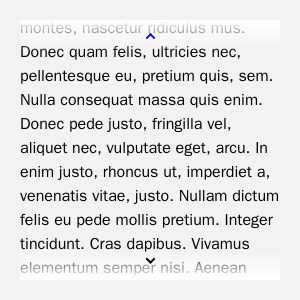 montes, nascetur ridiculus mus.
Donec quam felis, ultricies nec,
pellentesque eu, pretium quis, sem.
Nulla consequat massa quis enim.
Donec pede justo, fringilla vel,
aliquet nec, vulputate eget, arcu. In
enim justo, rhoncus ut, imperdiet a,
venenatis vitae, justo. Nullam dictum
felis eu pede mollis pretium. Integer
tincidunt. Cras dapibus. Vivamus
elementum semper nisi. Aenean